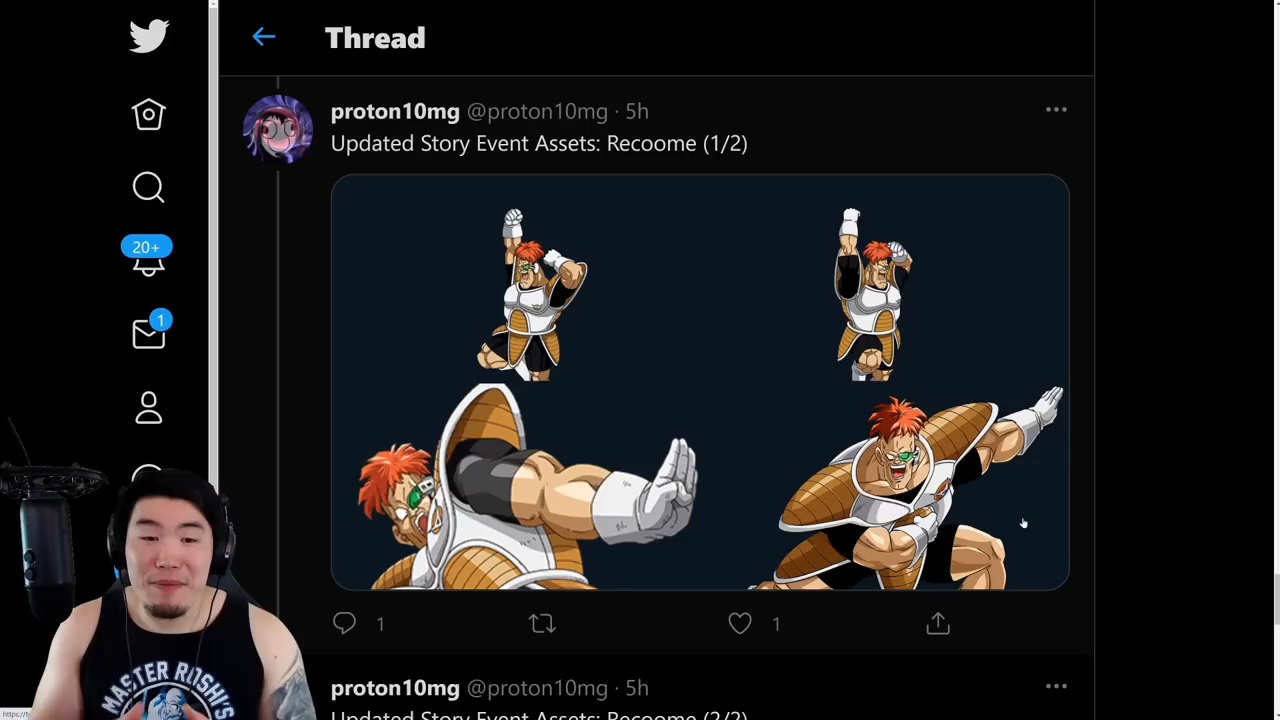 Thread
proton10mg @proton10mg · 5h
Updated Story Event Assets: Recoome (1/2)
20+
1
1
1
MASTER ROSHI'S
proton10mg @proton10mg · 5h
Updated Story Event Assets: Recoome (2/2)